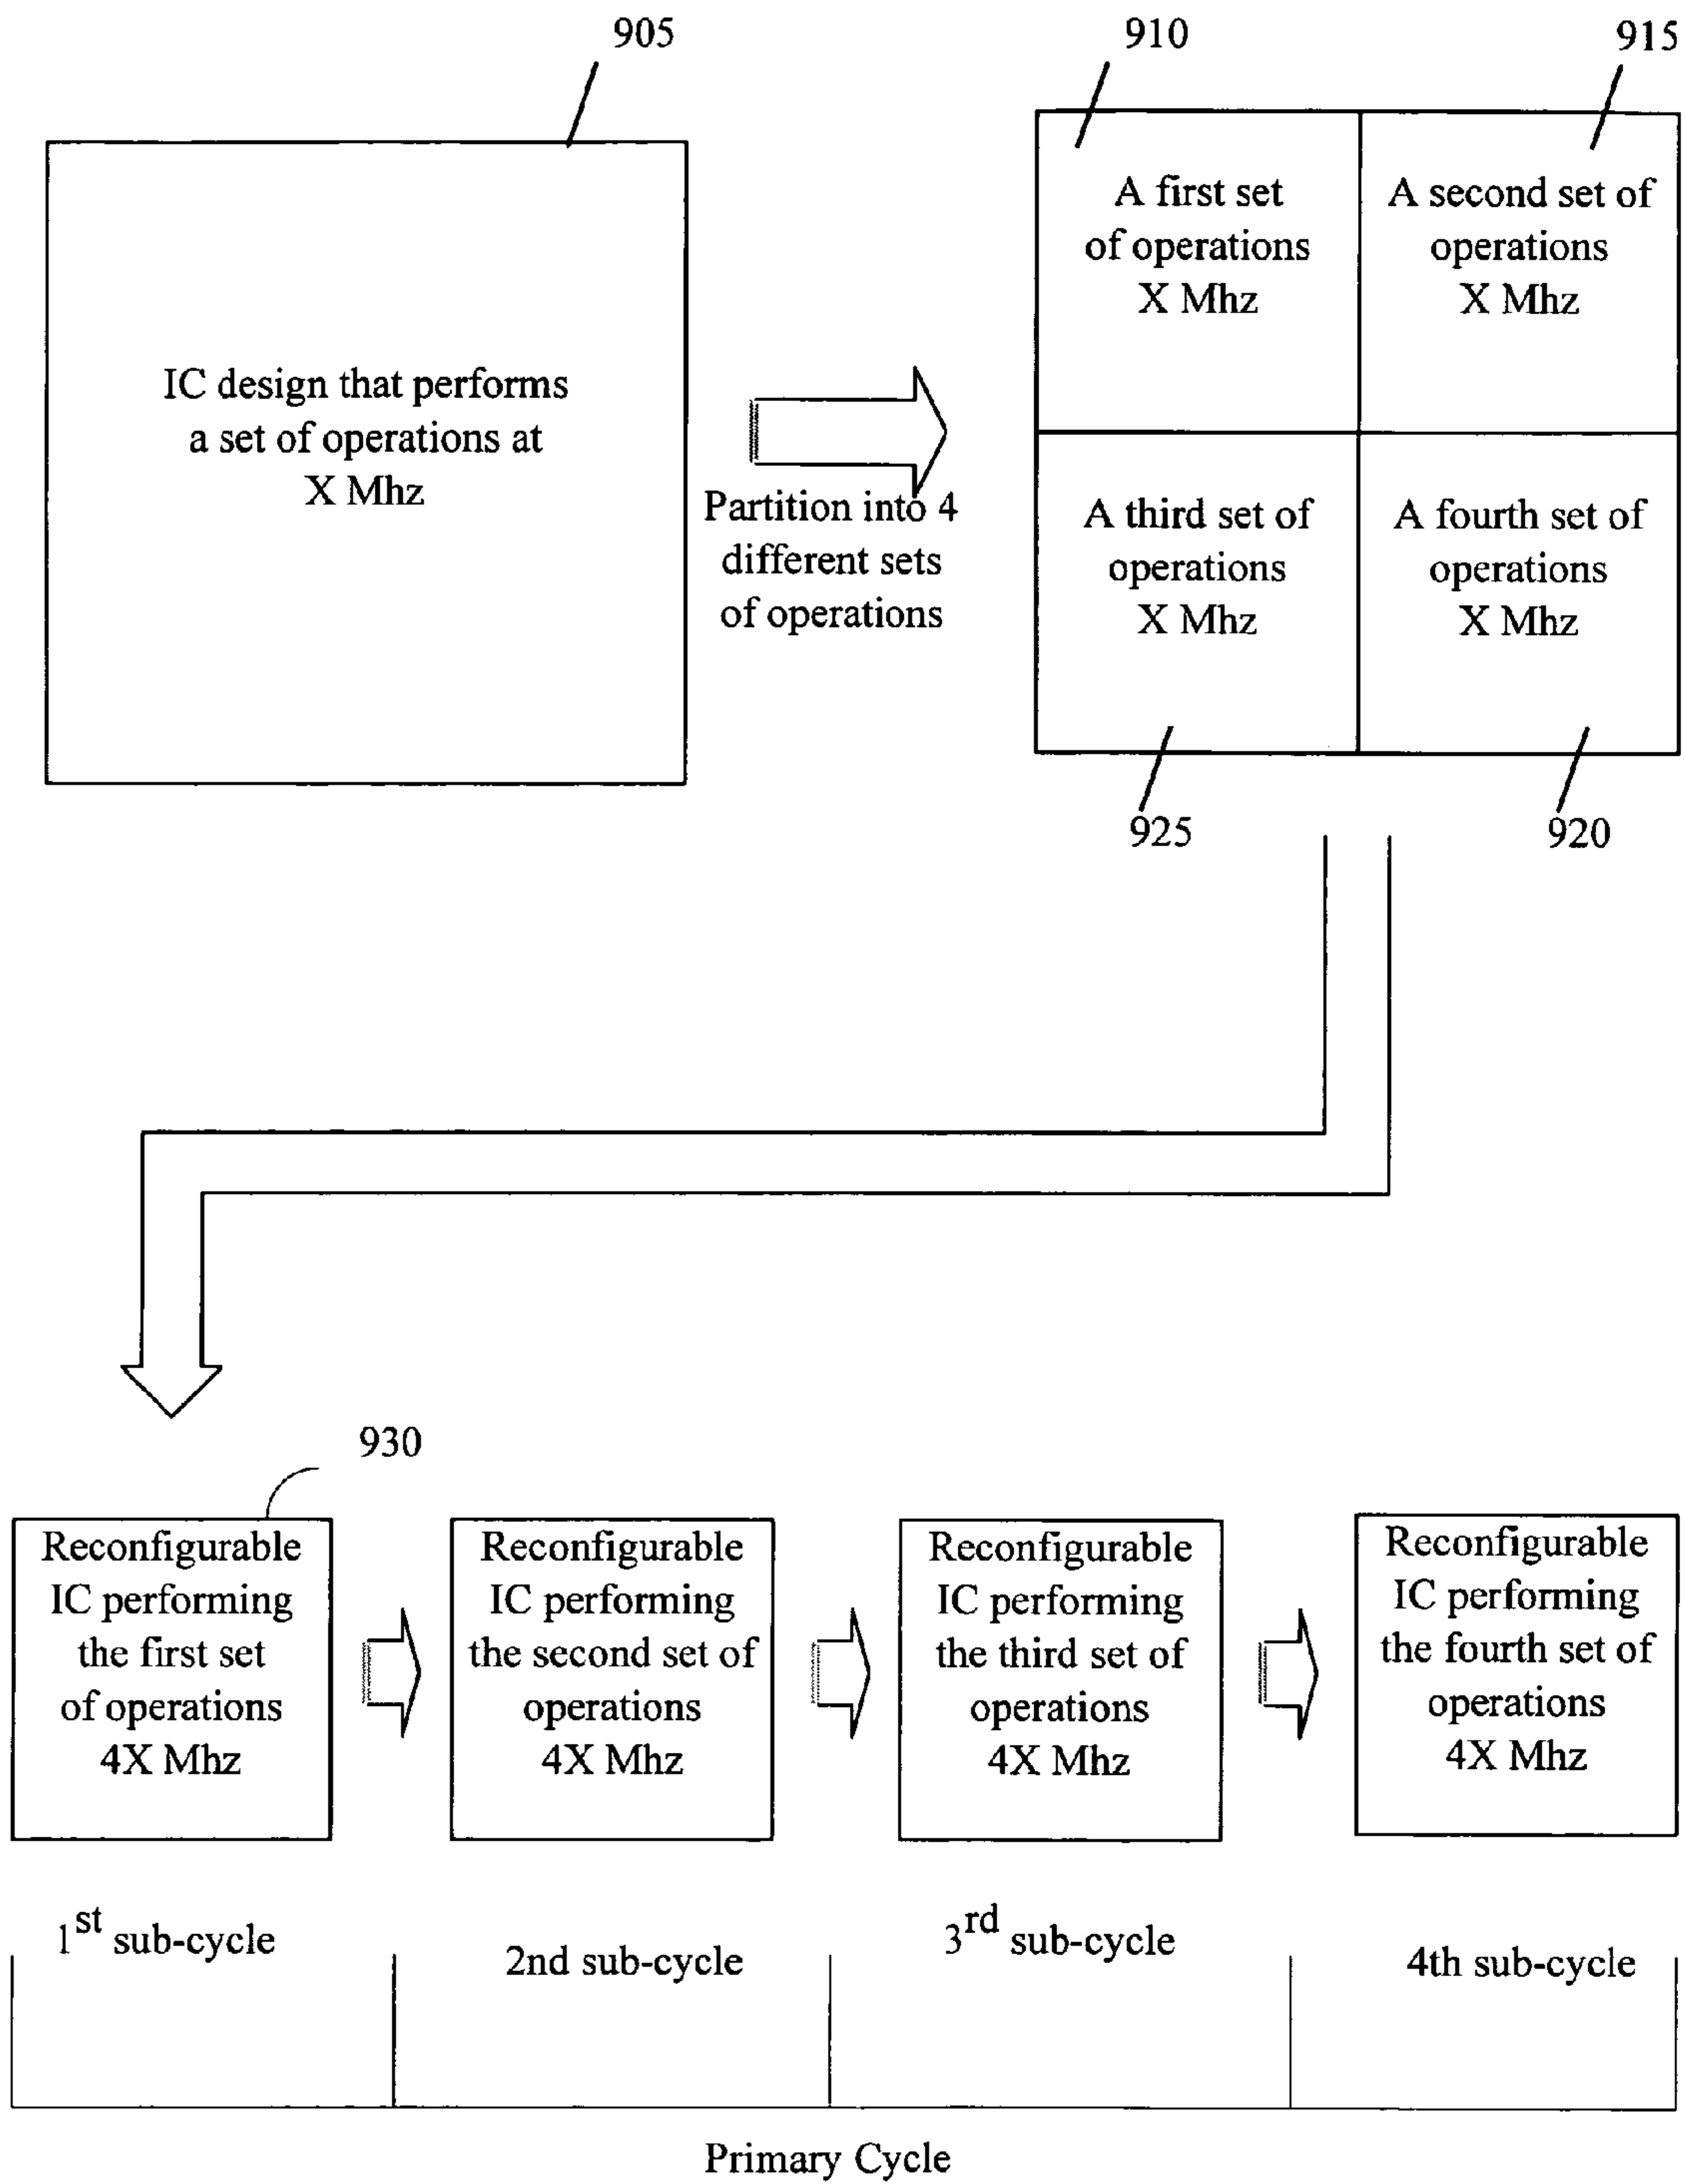 905
910
915
IC design that performs
a set of operations at
X Mhz
Partition into 4
different sets
of operations
A first set
of operations
X Mhz
A second set of
operations
X Mhz
A third set of
operations
X Mhz
A fourth set of
operations
X Mhz
925
920
930
Reconfigurable
IC performing
the first set
of operations
4X Mhz
Reconfigurable
IC performing
the second set of
operations
4X Mhz
Reconfigurable
IC performing
the third set of
operations
4X Mhz
Reconfigurable
IC performing
the fourth set of
operations
4X Mhz
1st sub-cycle
2nd sub-cycle
3rd sub-cycle
4th sub-cycle
Primary Cycle